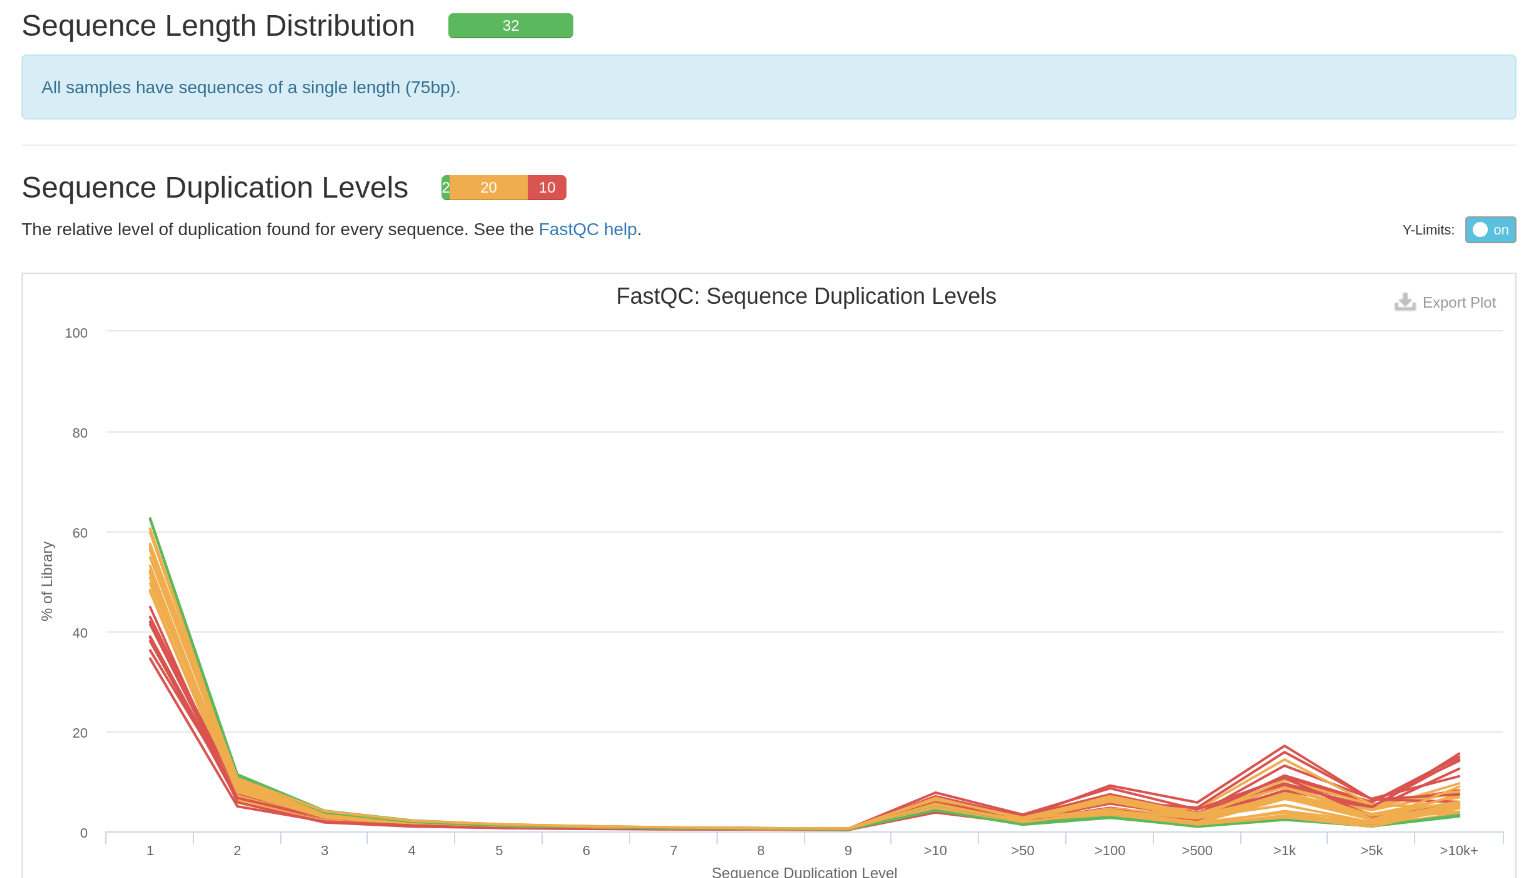 Sequence Length Distribution 32
All samples have sequences of a single length (75bp).
Sequence Duplication Levels 2 20 10
The relative level of duplication found for every sequence. See the FastQC help.
Y-Limits: on
FastQC: Sequence Duplication Levels
Export Plot
100
80
60
40
20
0
% of Library
1 2 3 4 5 6 7 8 9 >10 >50 >100 >500 >1k >5k >10k+
Sequence Duplication Level